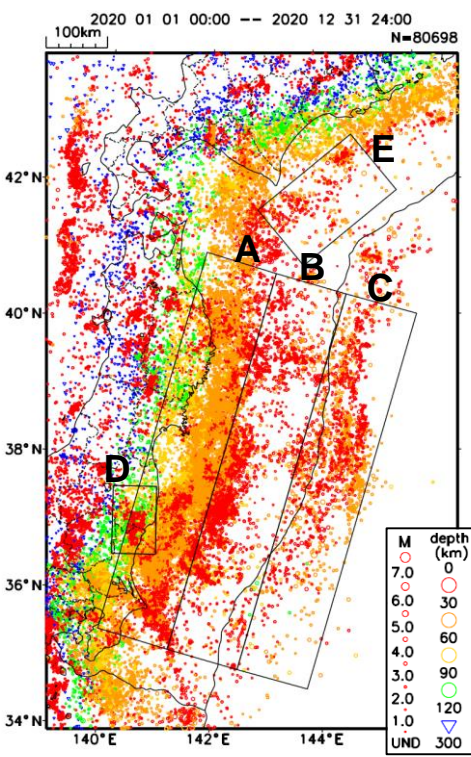 2020 01 01 00:00 -- 2020 12 31 24:00
100km
N=80698
E
42°N
A
B
C
40°N
38°N
D
M depth
(km)
7.0 0
6.0 30
5.0
4.0 60
3.0 90
2.0 120
1.0
UND 300
36°N
34°N
140°E 142°E 144°E